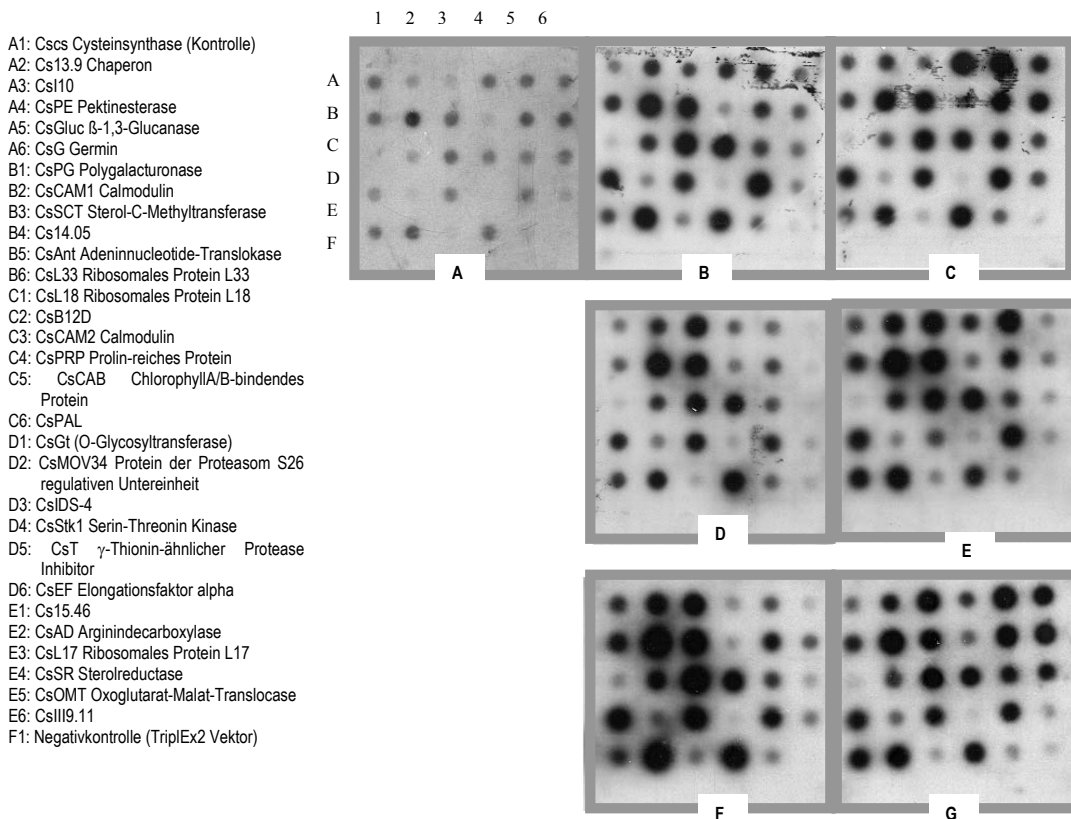 1 2 3 4 5 6
A1: Cscs Cysteinsynthase (Kontrolle)
A2: Cs13.9 Chaperon
A3: CsI10
A4: CsPE Pektinesterase
A5: CsGluc ß-1,3-Glucanase
A6: CsG Germin
B1: CsPG Polygalacturonase
B2: CsCAM1 Calmodulin
B3: CsSCT Sterol-C-Methyltransferase
B4: Cs14.05
B5: CsAnt Adeninnucleotide-Translokase
B6: CsL33 Ribosomales Protein L33
C1: CsL18 Ribosomales Protein L18
C2: CsB12D
C3: CsCAM2 Calmodulin
C4: CsPRP Prolin-reiches Protein
C5: CsCAB ChlorophyllA/B-bindendes
Protein
C6: CsPAL
D1: CsGt (O-Glycosyltransferase)
D2: CsMOV34 Protein der Proteasom S26
regulativen Untereinheit
D3: CsIDS-4
D4: CsStk1 Serin-Threonin Kinase
D5: CsT γ-Thionin-ähnlicher Protease
Inhibitor
D6: CsEF Elongationsfaktor alpha
E1: Cs15.46
E2: CsAD Arginindecarboxylase
E3: CsL17 Ribosomales Protein L17
E4: CsSR Sterolreductase
E5: CsOMT Oxoglutarat-Malat-Translocase
E6: CsIII9.11
F1: Negativkontrolle (TriplEx2 Vektor)
A
B
C
D
E
F
A B C
D E
F G